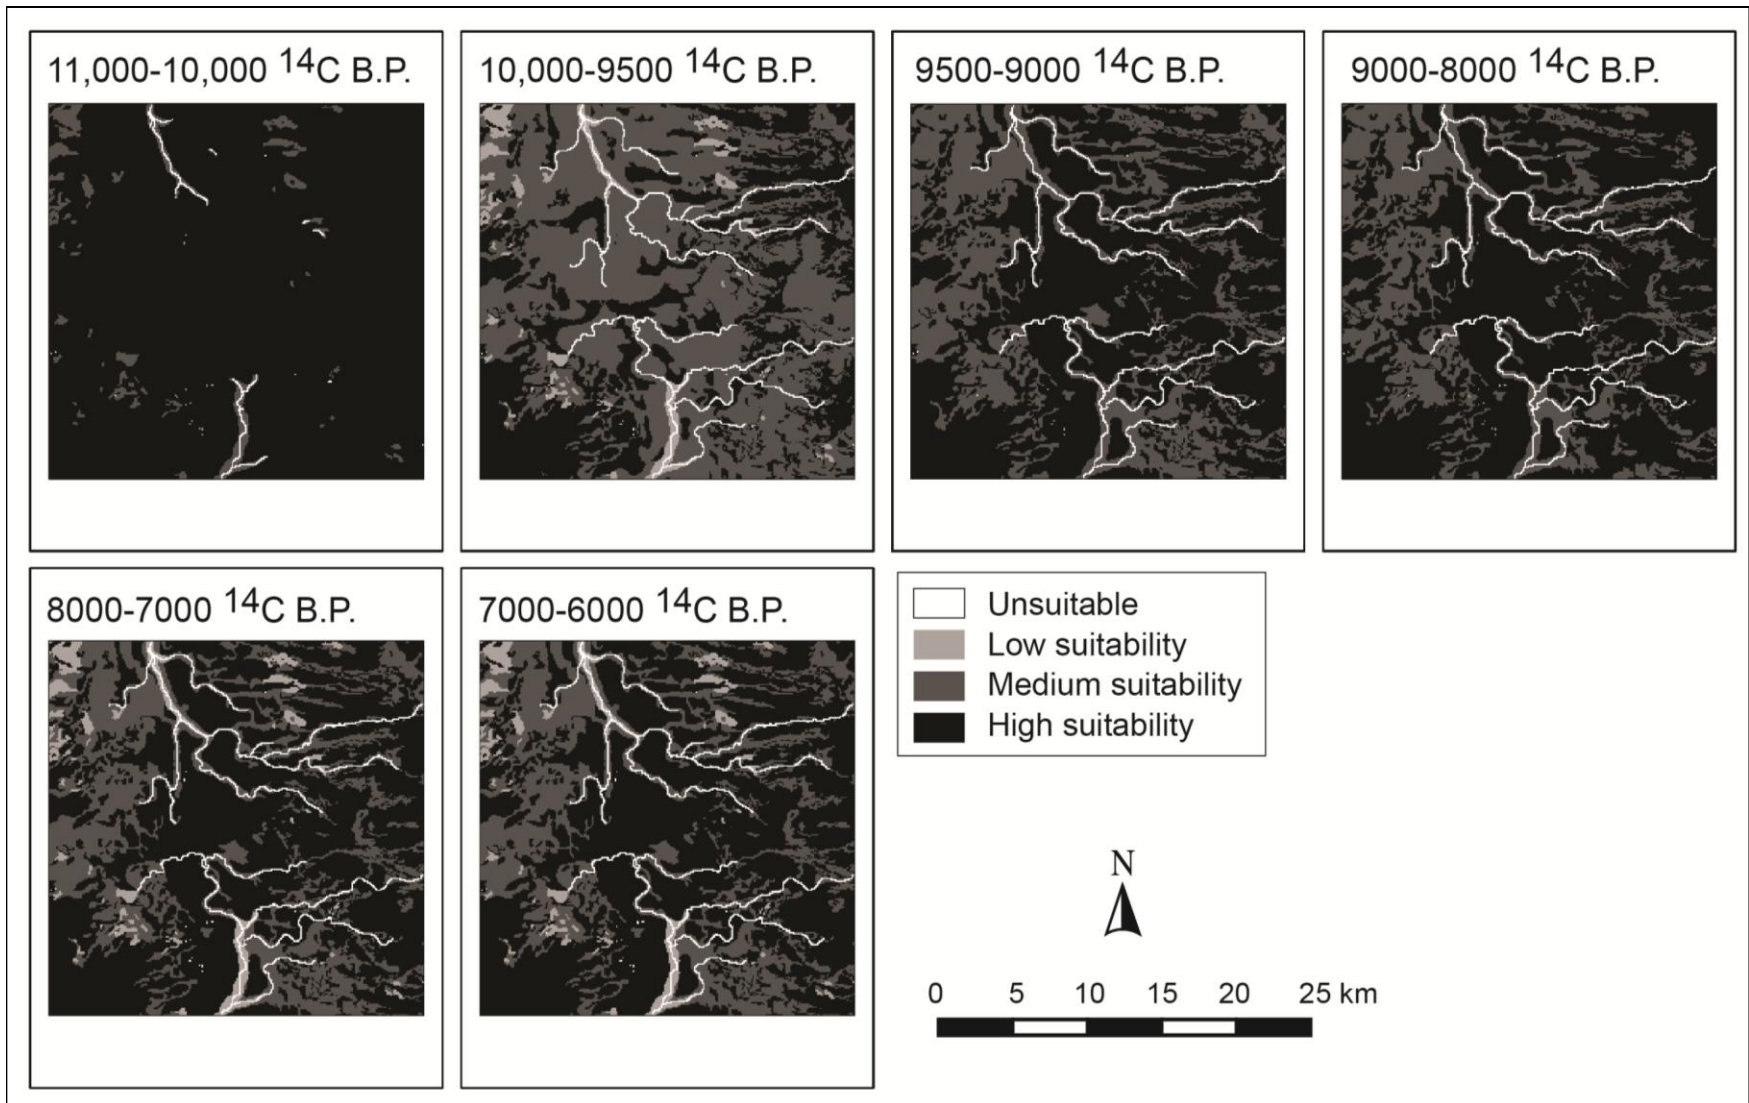 11,000-10,000 ¹⁴C B.P.
10,000-9500 ¹⁴C B.P.
9500-9000 ¹⁴C B.P.
9000-8000 ¹⁴C B.P.
8000-7000 ¹⁴C B.P.
7000-6000 ¹⁴C B.P.
Unsuitable
Low suitability
Medium suitability
High suitability
N
0 5 10 15 20 25 km